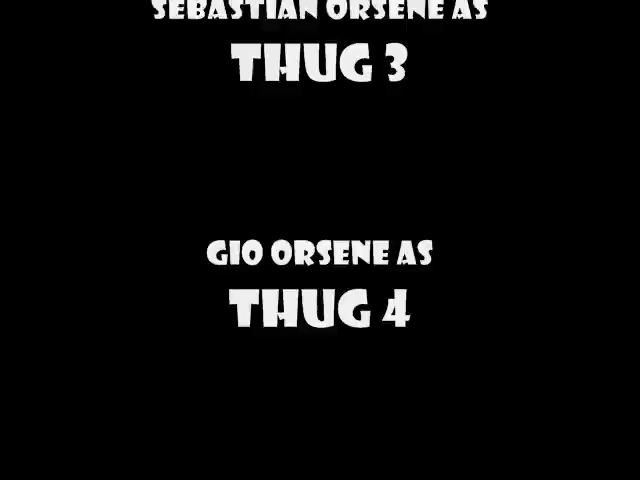 SEBASTIAN ORSENE AS
THUG 3
GIO ORSENE AS
THUG 4